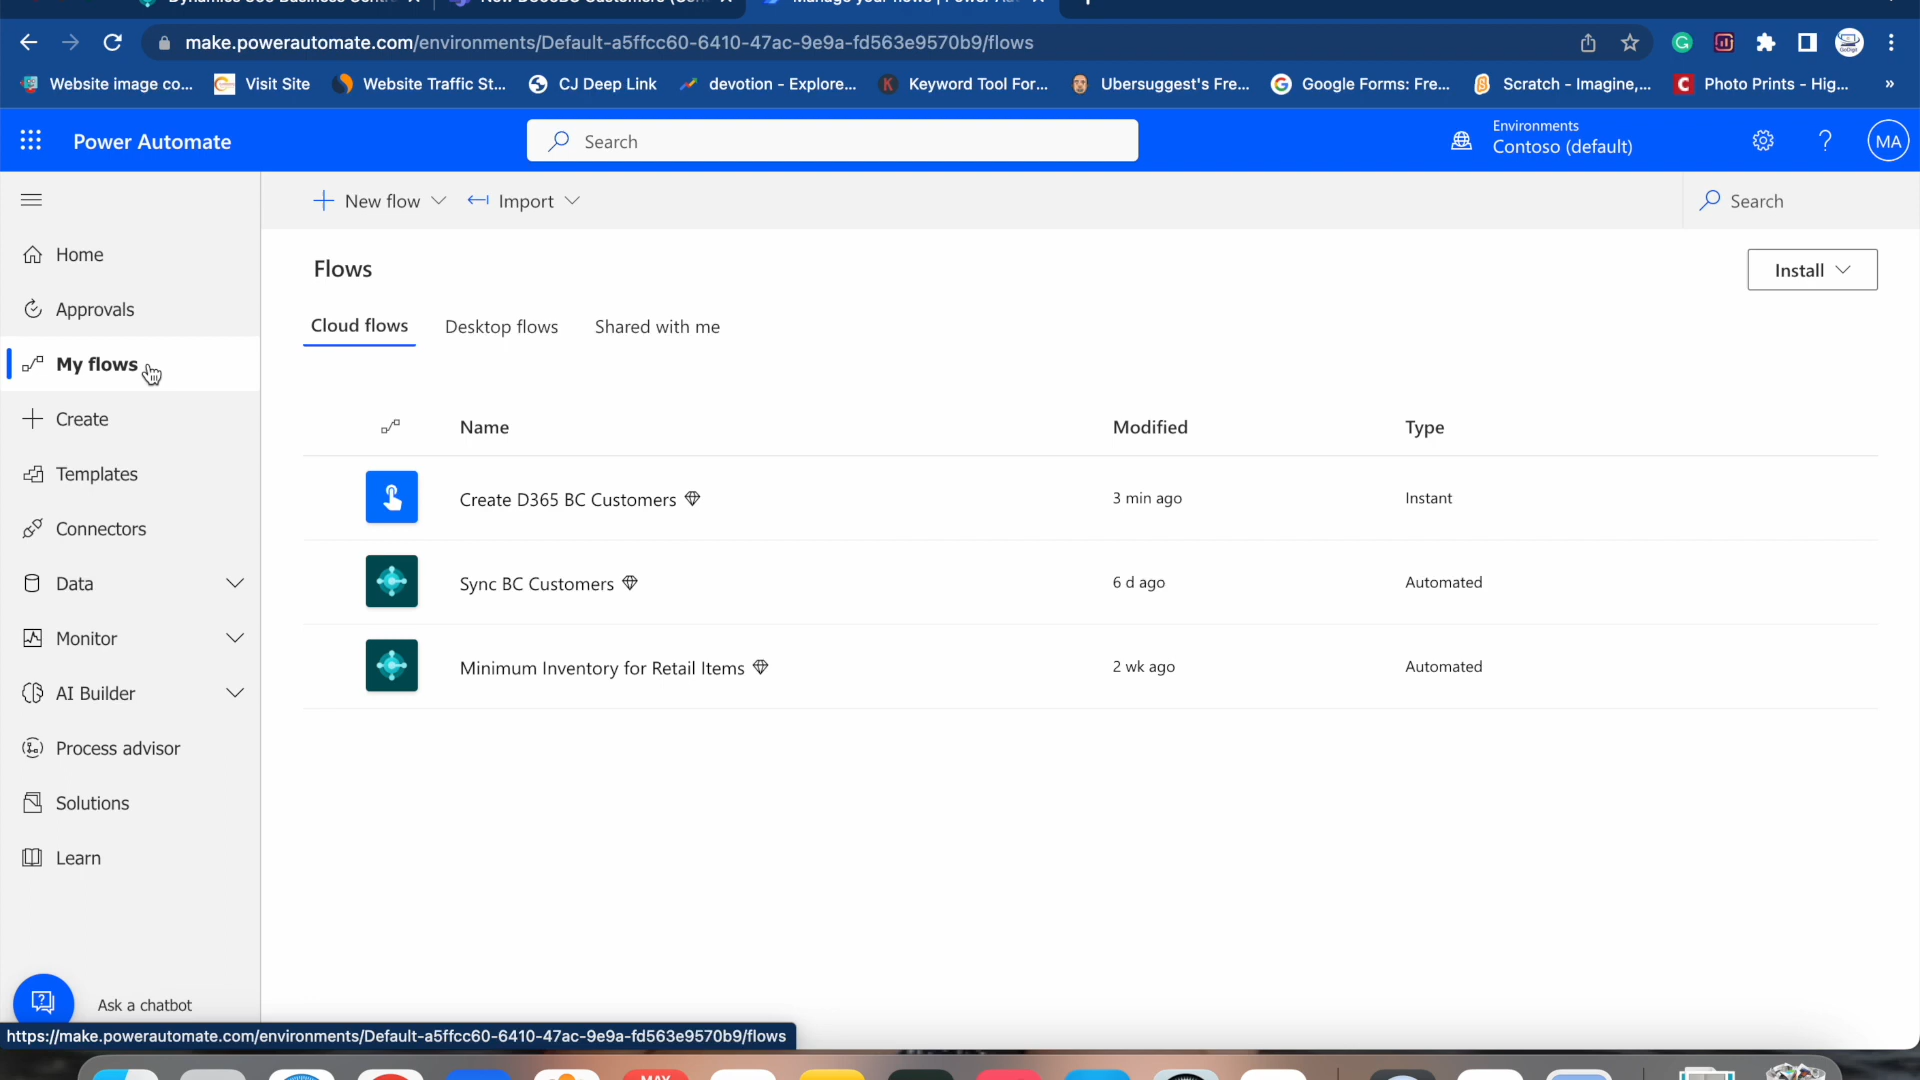 make.powerautomate.com/environments/Default-a5ffcc60-6410-47ac-9e9a-fd563e9570b9/flows
Website image co... Visit Site Website Traffic St... CJ Deep Link devotion - Explore... Keyword Tool For... Ubersuggest's Fre... Google Forms: Fre... Scratch - Imagine,... Photo Prints - Hig... »
Power Automate
Search
Environments
Contoso (default)
?
MA
New flow
Import
Search
Home
Approvals
My flows
Create
Templates
Connectors
Data
Monitor
AI Builder
Process advisor
Solutions
Learn
Ask a chatbot
Flows
Install
Cloud flows Desktop flows Shared with me
Name Modified Type
Create D365 BC Customers 3 min ago Instant
Sync BC Customers 6 d ago Automated
Minimum Inventory for Retail Items 2 wk ago Automated
https://make.powerautomate.com/environments/Default-a5ffcc60-6410-47ac-9e9a-fd563e9570b9/flows